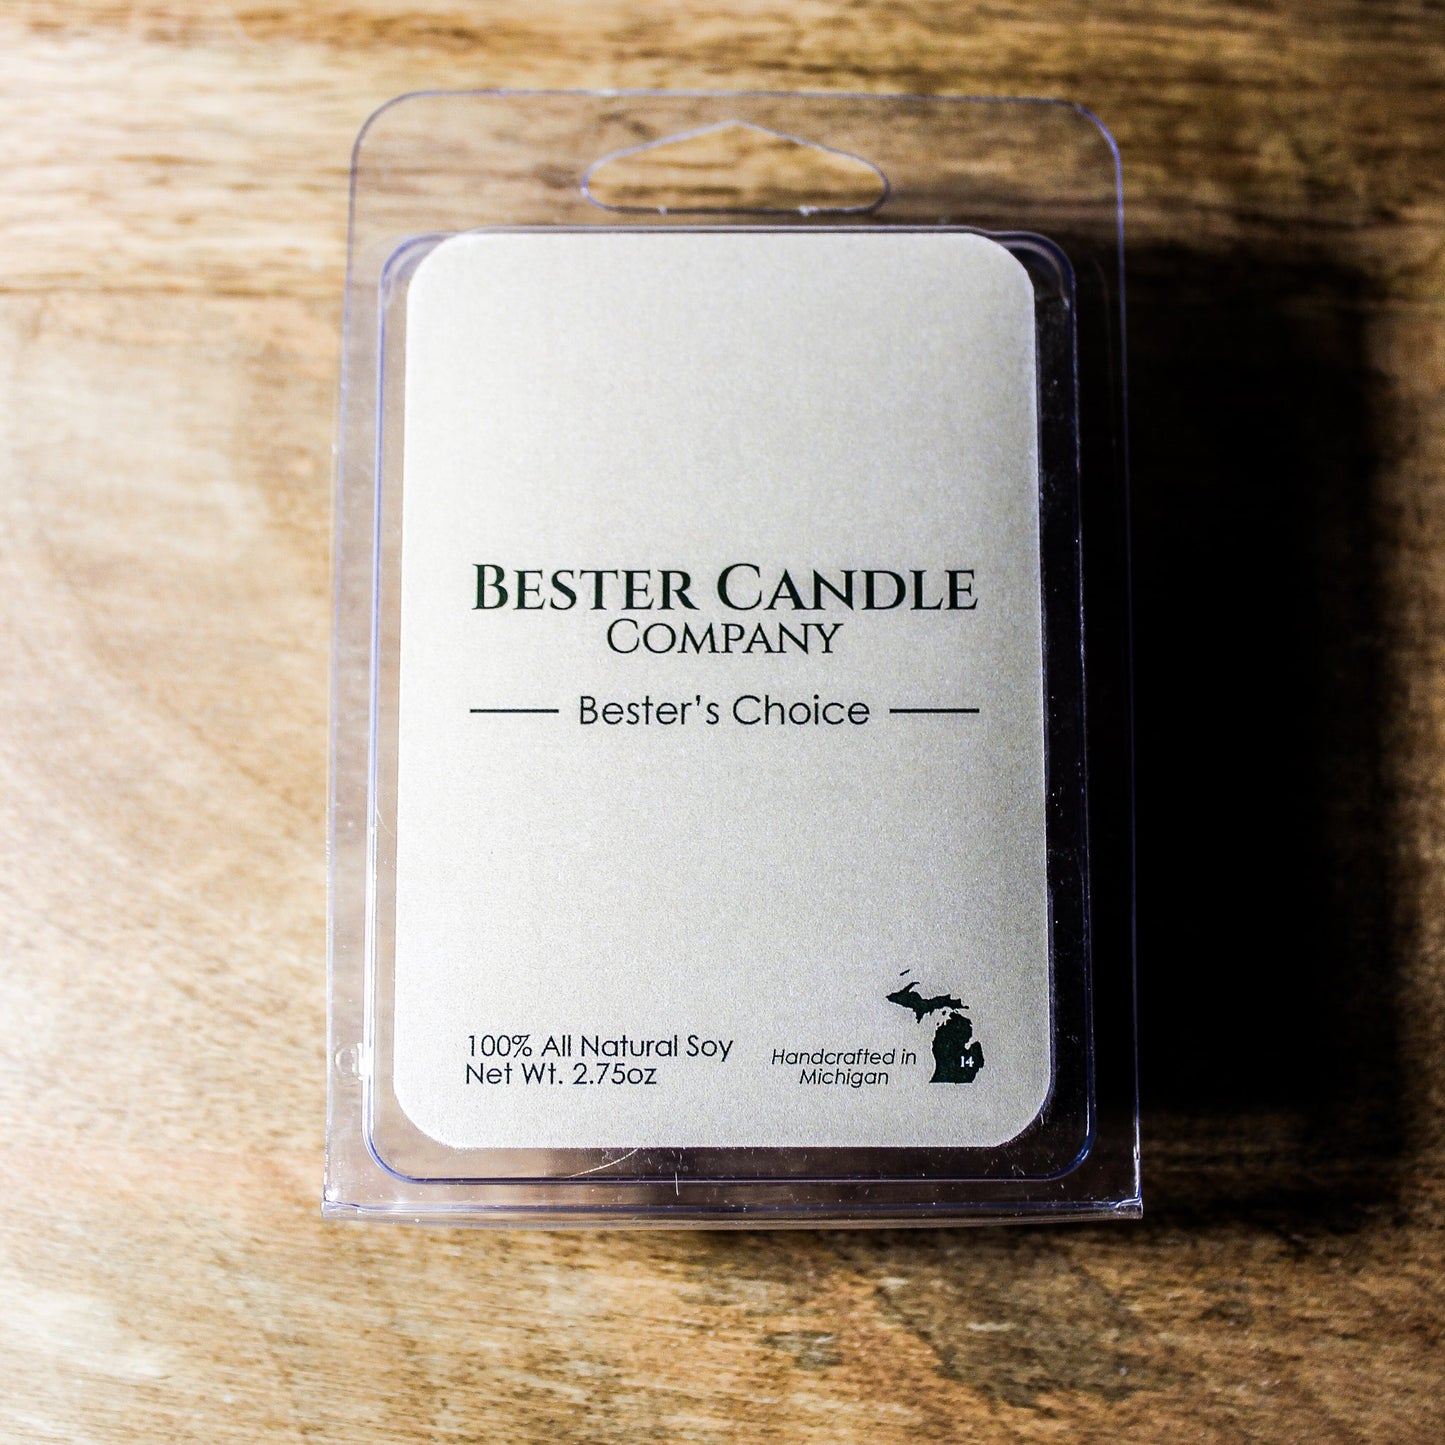 BESTER CANDLE
COMPANY
Bester's Choice
100% All Natural Soy
Net Wt. 2.75oz
Handcrafted in
Michigan
14